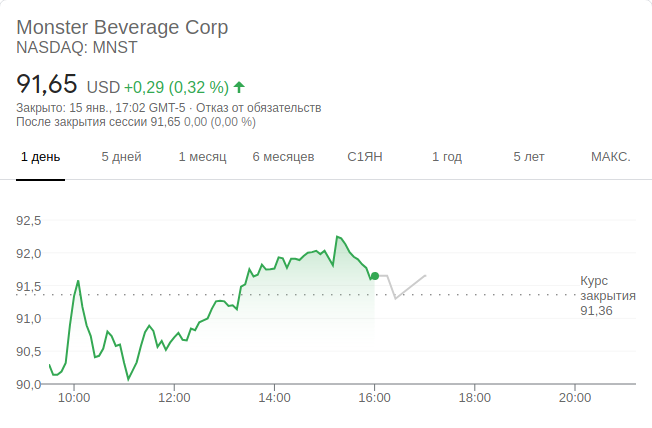 Monster Beverage Corp
NASDAQ: MNST
91,65 USD +0,29 (0,32 %)
Закрыто: 15 янв., 17:02 GMT-5 · Отказ от обязательств
После закрытия сессии 91,65 0,00 (0,00 %)
1 день 5 дней 1 месяц 6 месяцев С1ЯН 1 год 5 лет МАКС.
92,5
92,0
91,5
91,0
90,5
90,0
Курс
закрытия
91,36
10:00 12:00 14:00 16:00 18:00 20:00